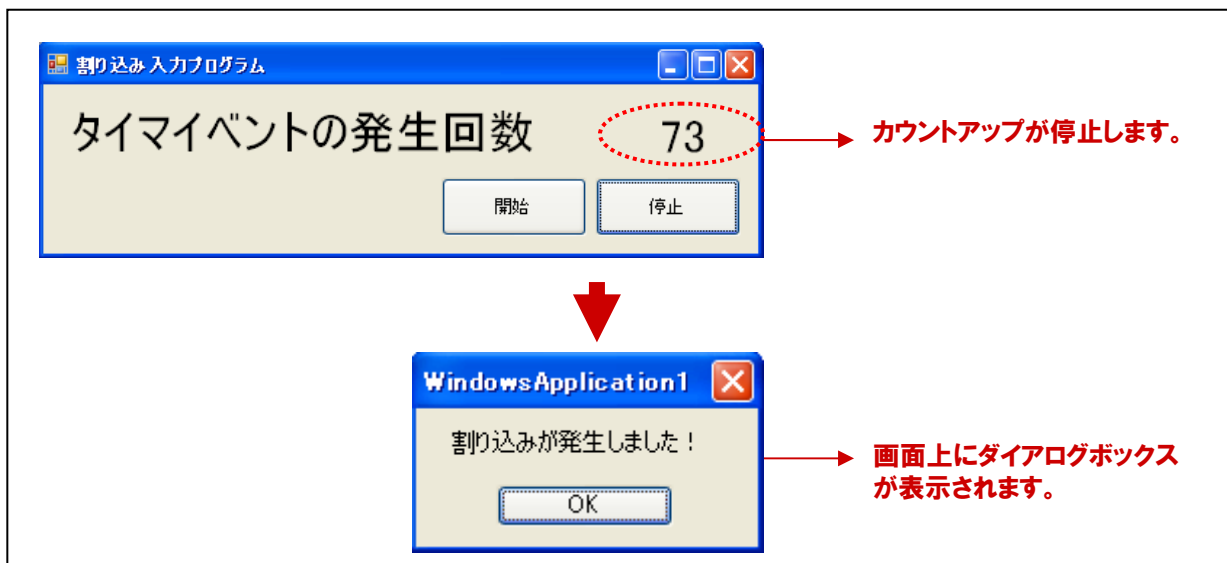 割り込み入力プログラム
タイマイベントの発生回数 73
カウントアップが停止します。
開始 停止
WindowsApplication1
割り込みが発生しました！
OK
画面上にダイアログボックス
が表示されます。